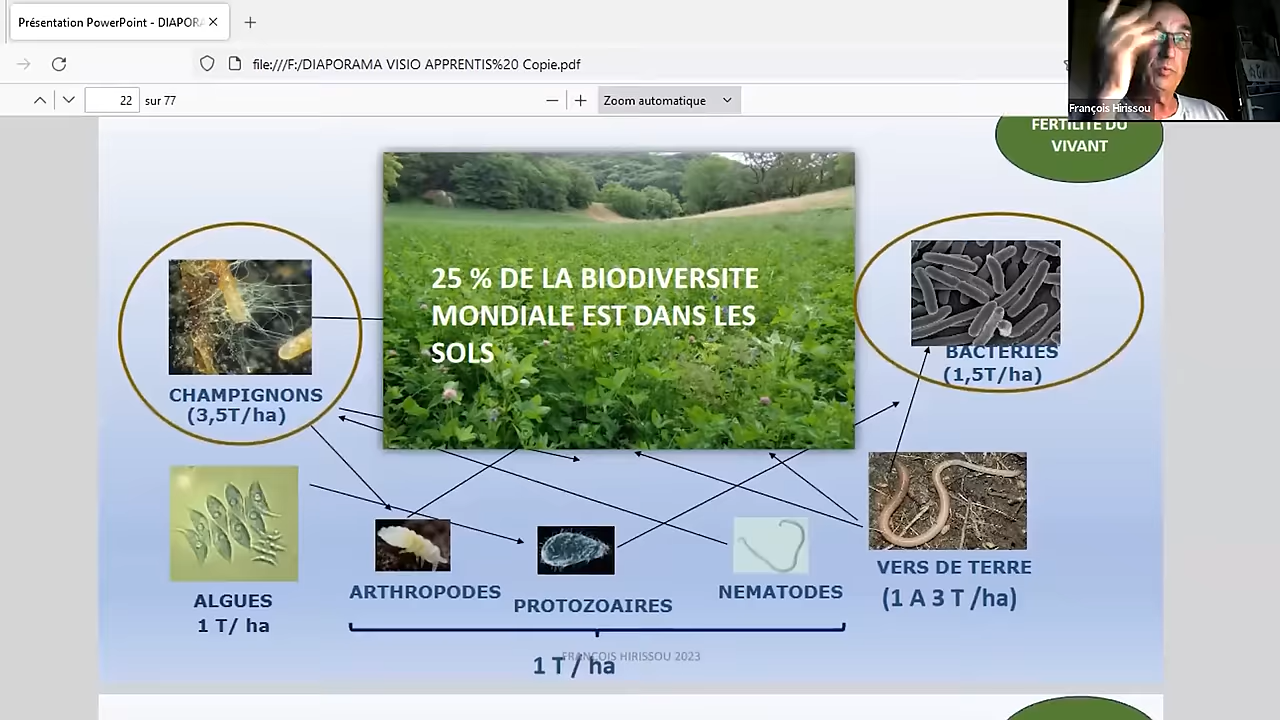 Présentation PowerPoint - DIAPORA
file:///F:/DIAPORAMA VISIO APPRENTIS%20 Copie.pdf
22 sur 77
Zoom automatique
François Hirissou
FERTILITE DU
VIVANT
25 % DE LA BIODIVERSITE
MONDIALE EST DANS LES
SOLS
CHAMPIGNONS
(3,5T/ha)
BACTERIES
(1,5T/ha)
ALGUES
1 T/ ha
ARTHROPODES
PROTOZOAIRES
NEMATODES
VERS DE TERRE
(1 A 3 T /ha)
1 T / ha
FRANÇOIS HIRISSOU 2023